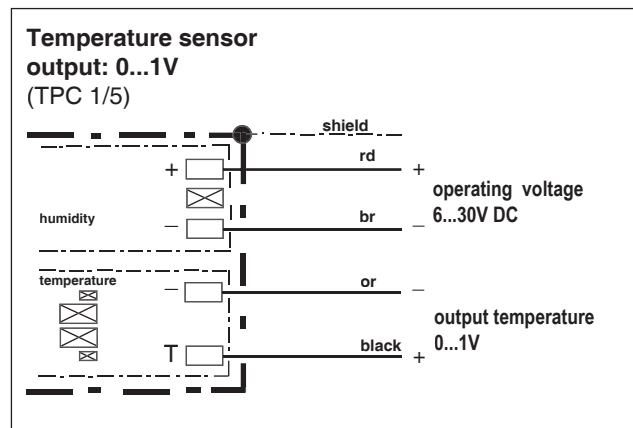 Temperature sensor
output: 0...1V
(TPC 1/5)
shield
+ rd +
operating voltage
6...30V DC
humidity
− br −
temperature
− or −
output temperature
0...1V
T black +